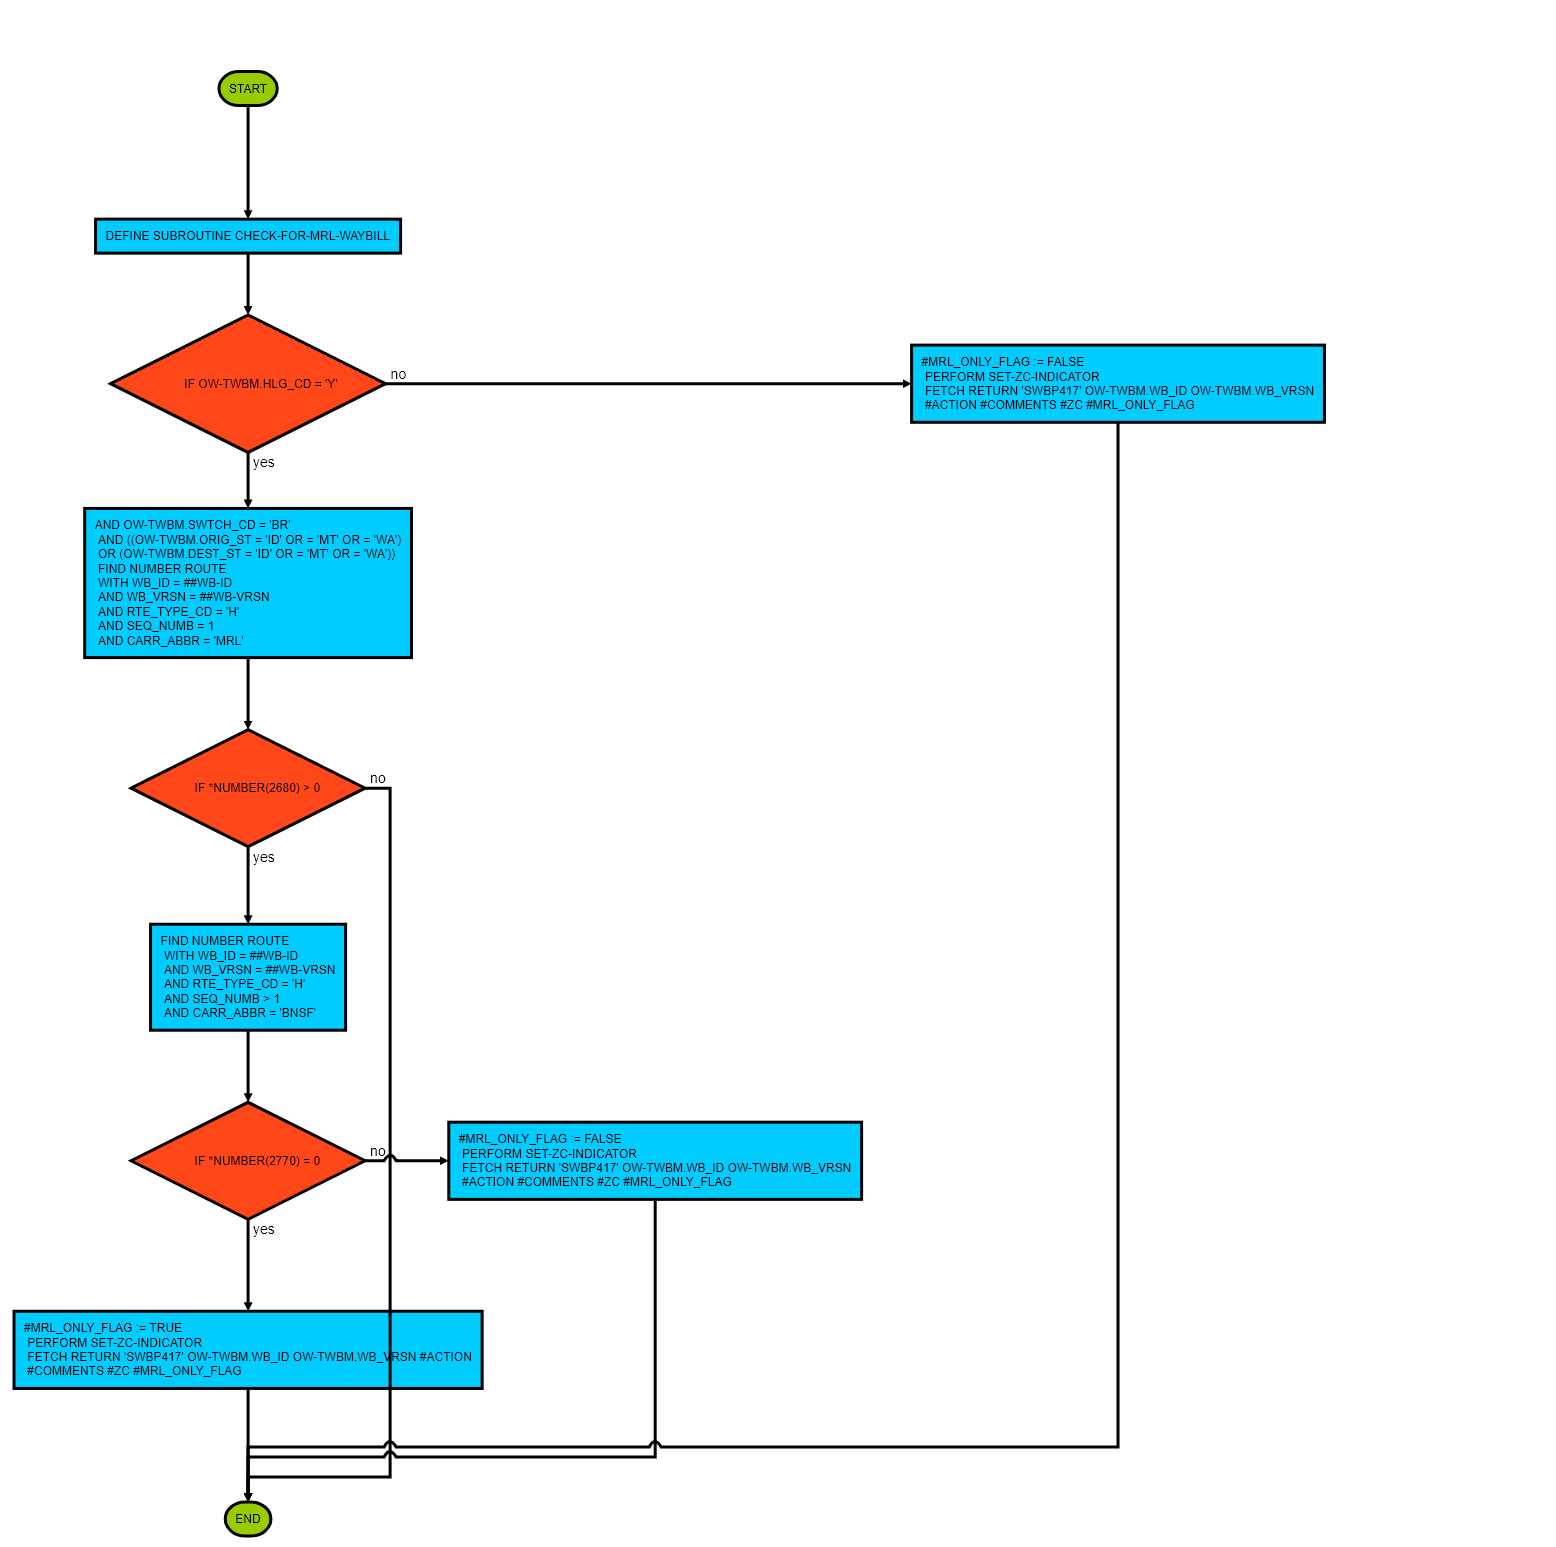 START
DEFINE SUBROUTINE CHECK-FOR-MRL-WAYBILL
IF OW-TWBM.HLG_CD = 'Y'
no
#MRL_ONLY_FLAG := FALSE
PERFORM SET-ZC-INDICATOR
FETCH RETURN 'SWBP417' OW-TWBM.WB_ID OW-TWBM.WB_VRSN
#ACTION #COMMENTS #ZC #MRL_ONLY_FLAG
yes
AND OW-TWBM.SWTCH_CD = 'BR'
AND ((OW-TWBM.ORIG_ST = 'ID' OR = 'MT' OR = 'WA')
OR (OW-TWBM.DEST_ST = 'ID' OR = 'MT' OR = 'WA'))
FIND NUMBER ROUTE
WITH WB_ID = ##WB-ID
AND WB_VRSN = ##WB-VRSN
AND RTE_TYPE_CD = 'H'
AND SEQ_NUMB = 1
AND CARR_ABBR = 'MRL'
IF *NUMBER(2680) > 0
no
yes
FIND NUMBER ROUTE
WITH WB_ID = ##WB-ID
AND WB_VRSN = ##WB-VRSN
AND RTE_TYPE_CD = 'H'
AND SEQ_NUMB > 1
AND CARR_ABBR = 'BNSF'
IF *NUMBER(2770) = 0
no
#MRL_ONLY_FLAG := FALSE
PERFORM SET-ZC-INDICATOR
FETCH RETURN 'SWBP417' OW-TWBM.WB_ID OW-TWBM.WB_VRSN
#ACTION #COMMENTS #ZC #MRL_ONLY_FLAG
yes
#MRL_ONLY_FLAG := TRUE
PERFORM SET-ZC-INDICATOR
FETCH RETURN 'SWBP417' OW-TWBM.WB_ID OW-TWBM.WB_VRSN #ACTION
#COMMENTS #ZC #MRL_ONLY_FLAG
END